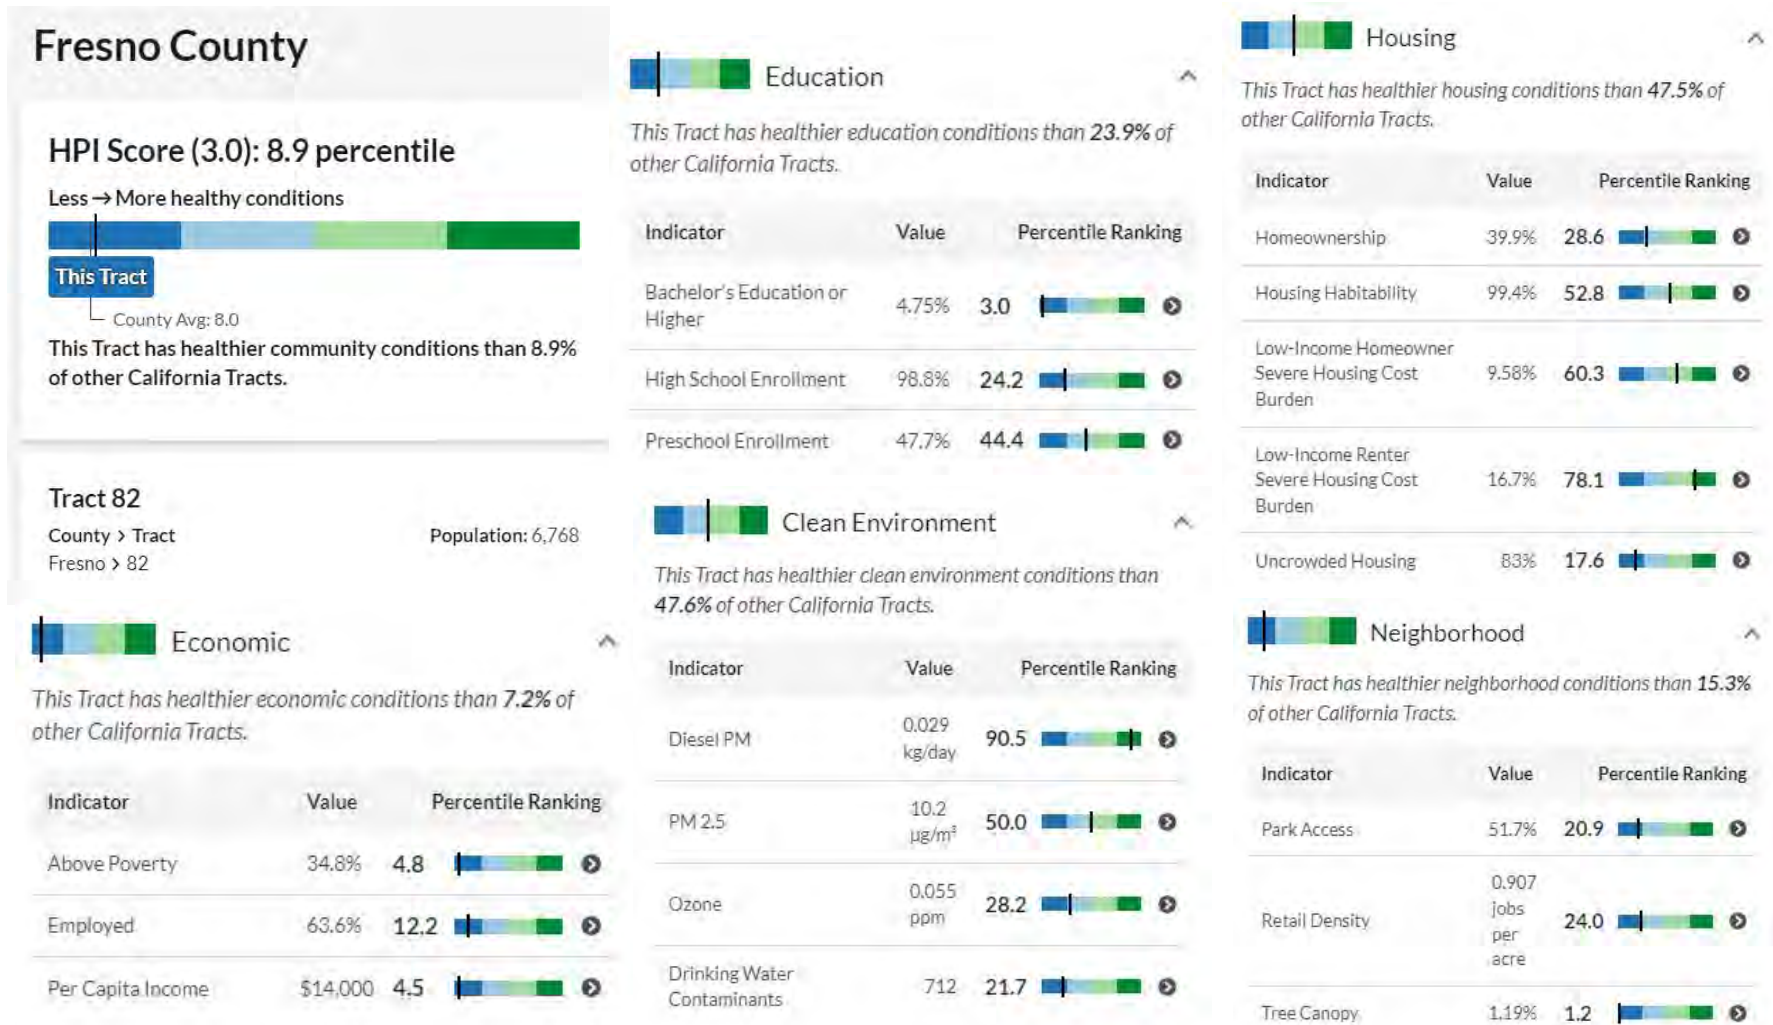 Fresno County
HPI Score (3.0): 8.9 percentile
Less → More healthy conditions
This Tract
County Avg: 8.0
This Tract has healthier community conditions than 8.9%
of other California Tracts.
Tract 82
County > Tract
Population: 6,768
Fresno > 82
Economic
This Tract has healthier economic conditions than 7.2% of
other California Tracts.
Indicator Value Percentile Ranking
Above Poverty 34.8% 4.8
Employed 63.6% 12.2
Per Capita Income $14,000 4.5
Education
This Tract has healthier education conditions than 23.9% of
other California Tracts.
Indicator Value Percentile Ranking
Bachelor's Education or
Higher
4.75% 3.0
High School Enrollment 98.8% 24.2
Preschool Enrollment 47.7% 44.4
Clean Environment
This Tract has healthier clean environment conditions than
47.6% of other California Tracts.
Indicator Value Percentile Ranking
Diesel PM
0.029
kg/day
90.5
PM 2.5
10.2
µg/m³
50.0
Ozone
0.055
ppm
28.2
Drinking Water
Contaminants
712 21.7
Housing
This Tract has healthier housing conditions than 47.5% of
other California Tracts.
Indicator Value Percentile Ranking
Homeownership 39.9% 28.6
Housing Habitability 99.4% 52.8
Low-Income Homeowner
Severe Housing Cost
Burden
9.58% 60.3
Low-Income Renter
Severe Housing Cost
Burden
16.7% 78.1
Uncrowded Housing 83% 17.6
Neighborhood
This Tract has healthier neighborhood conditions than 15.3%
of other California Tracts.
Indicator Value Percentile Ranking
Park Access 51.7% 20.9
Retail Density
0.907
jobs
per
acre
24.0
Tree Canopy 1.19% 1.2